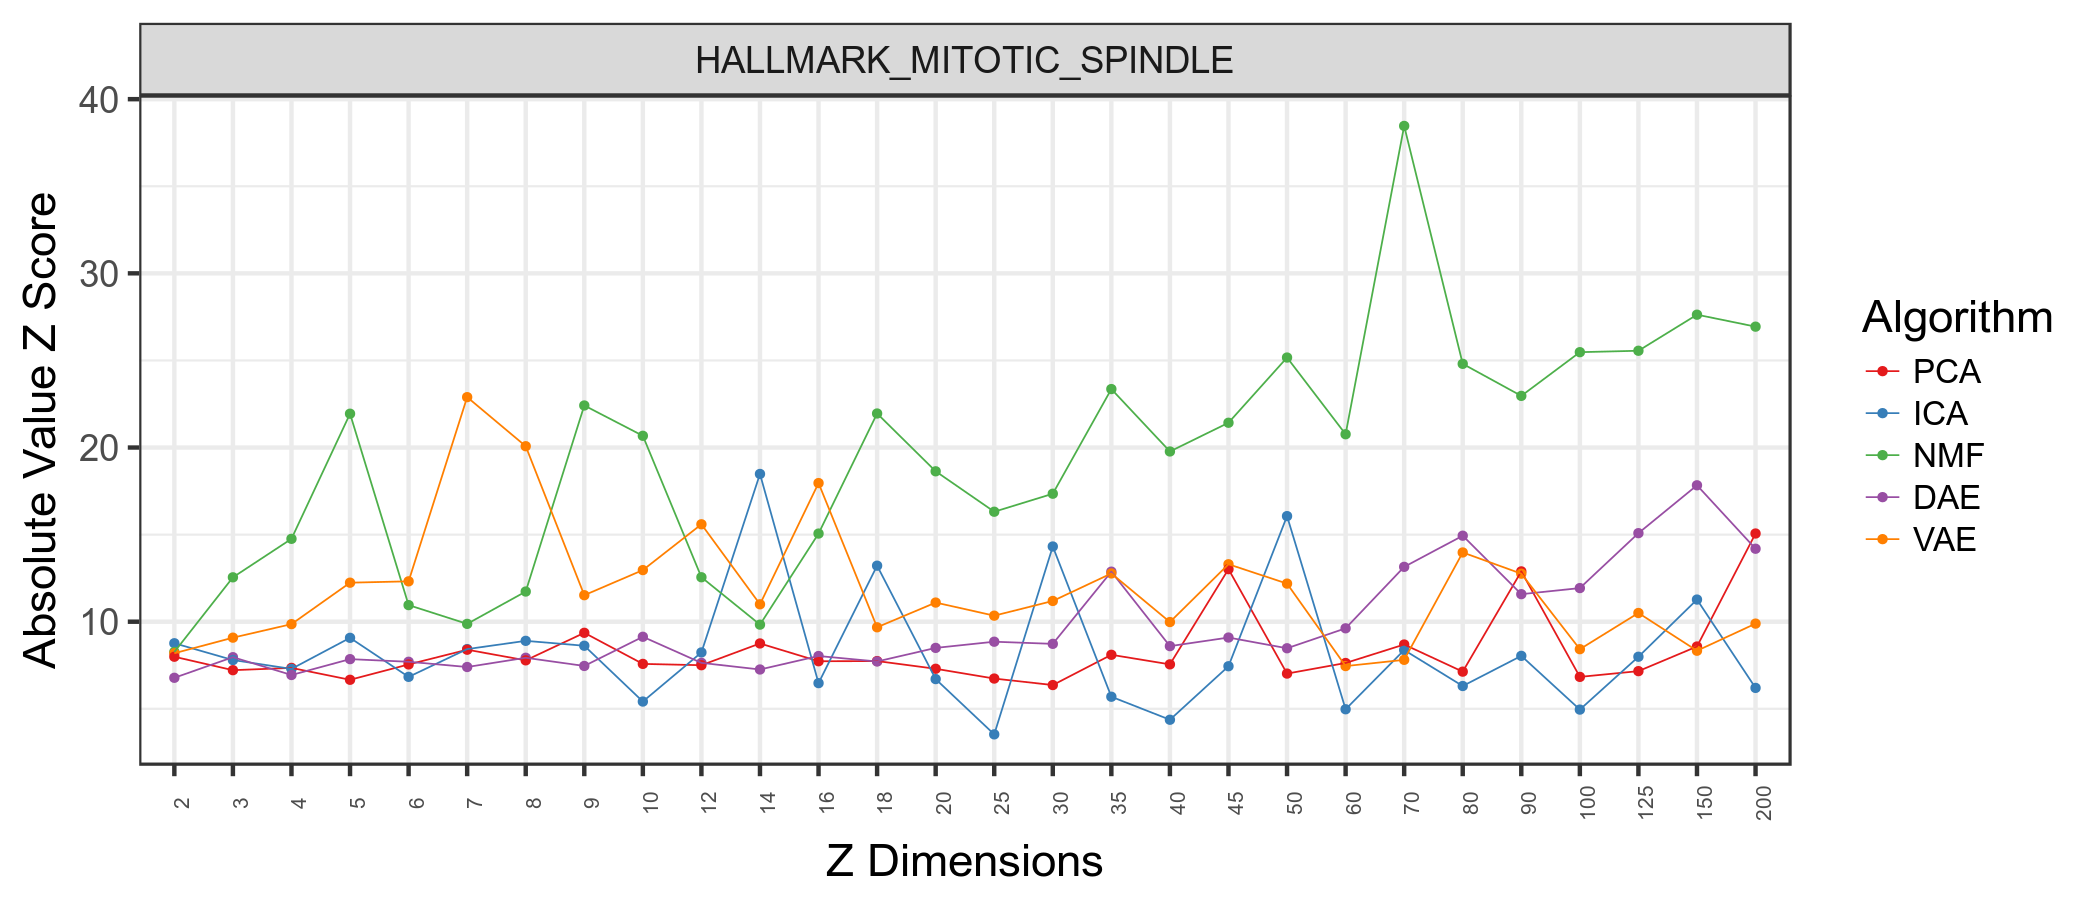 HALLMARK_MITOTIC_SPINDLE
40
30
20
10
Absolute Value Z Score
2 3 4 5 6 7 8 9 10 12 14 16 18 20 25 30 35 40 45 50 60 70 80 90 100 125 150 200
Z Dimensions
Algorithm
PCA
ICA
NMF
DAE
VAE